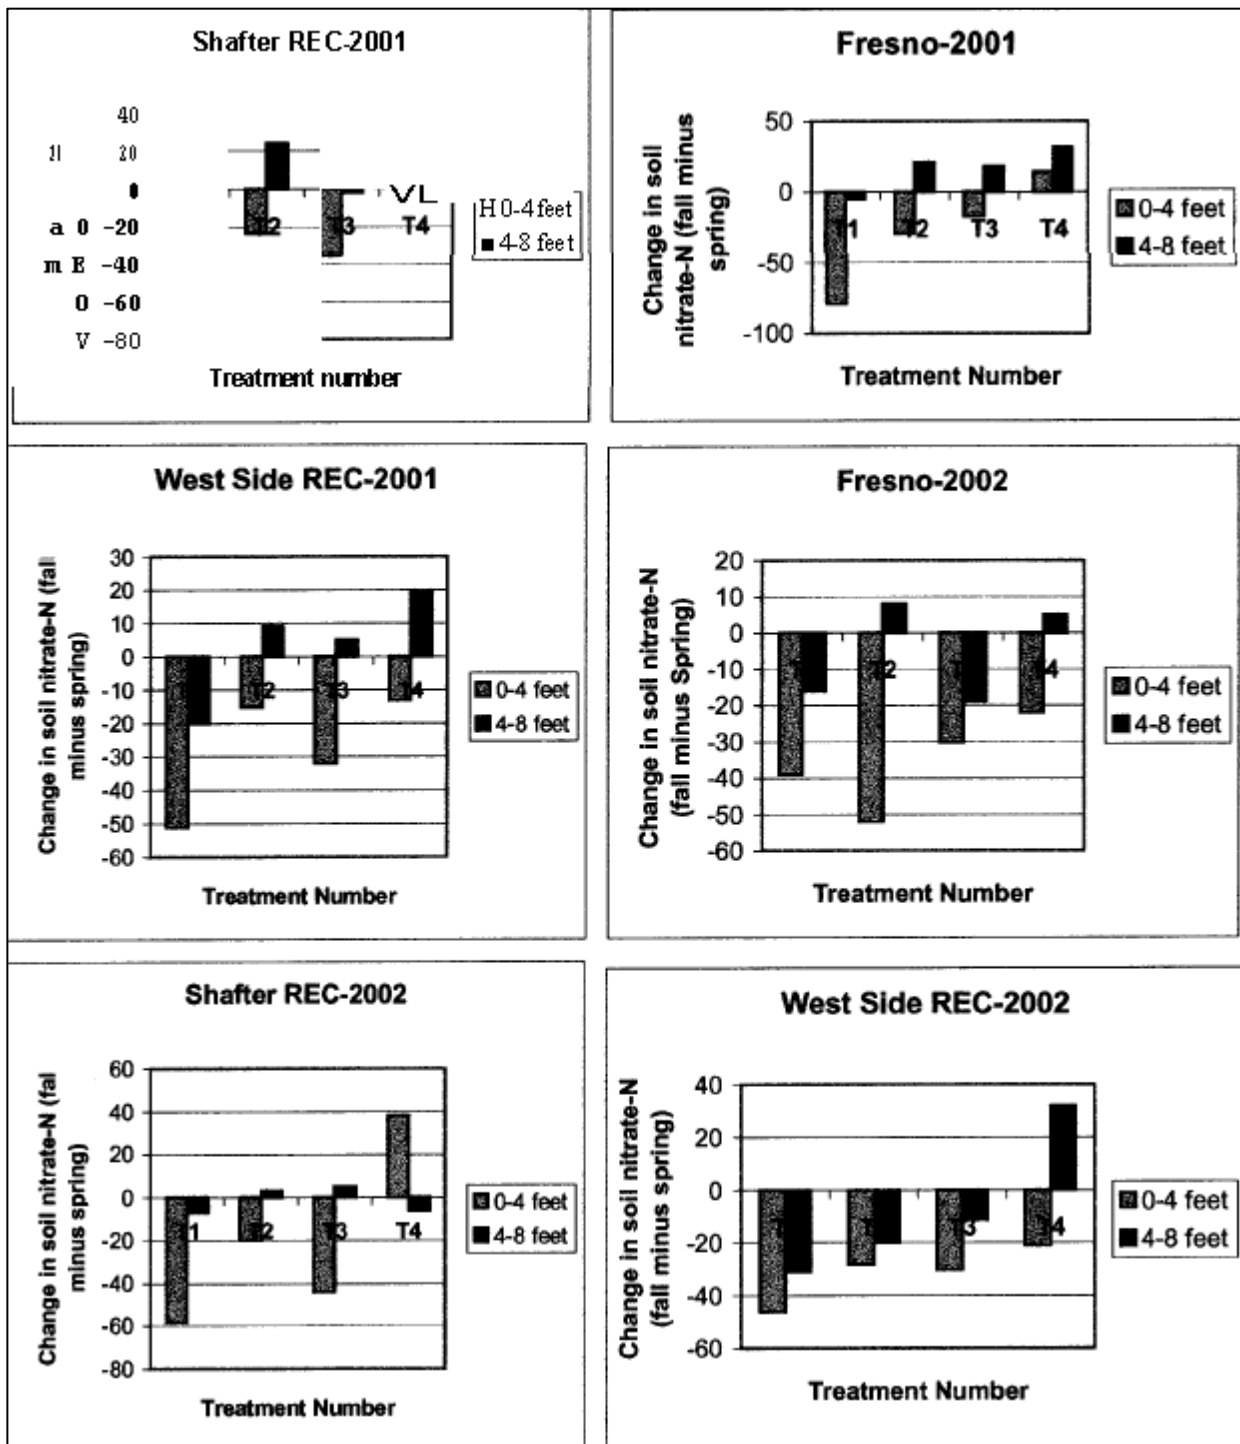 Shafter REC-2001
40
20
0
a 0 -20
m E -40
0 -60
V -80
T2
T3
VL
T4
H 0-4 feet
■ 4-8 feet
Treatment number
Fresno-2001
Change in soil
nitrate-N (fall minus
spring)
50
0
-50
-100
T1
T2
T3
T4
0-4 feet
4-8 feet
Treatment Number
West Side REC-2001
Change in soil nitrate-N (fal
minus spring)
30
20
10
0
-10
-20
-30
-40
-50
-60
T2
T3
T4
0-4 feet
4-8 feet
Treatment Number
Fresno-2002
Change in soil nitrate-N
(fall minus Spring)
20
10
0
-10
-20
-30
-40
-50
-60
T2
T4
0-4 feet
4-8 feet
Treatment Number
Shafter REC-2002
Change in soil nitrate-N (fal
minus spring)
60
40
20
0
-20
-40
-60
-80
T1
T2
T3
T4
0-4 feet
4-8 feet
Treatment Number
West Side REC-2002
Change in soil nitrate-N
(fall minus spring)
40
20
0
-20
-40
-60
T3
T4
0-4 feet
4-8 feet
Treatment Number